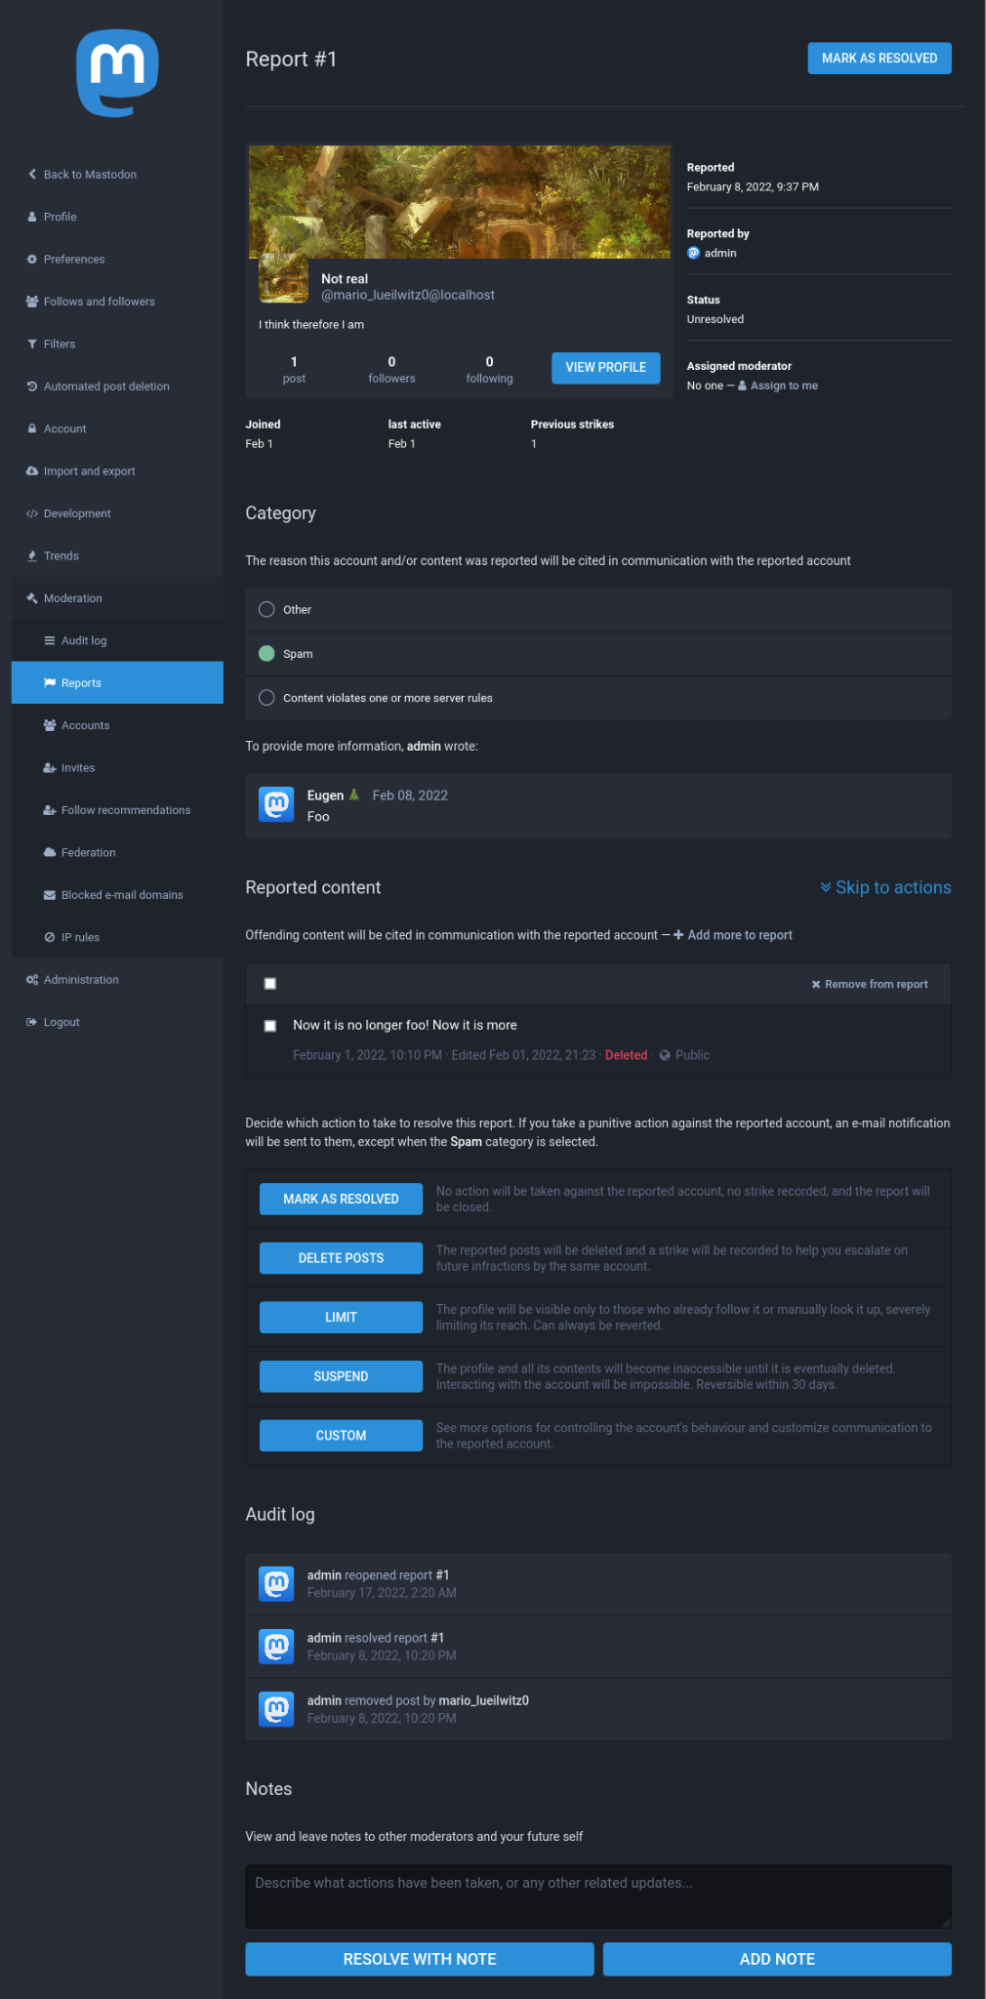 Report #1
MARK AS RESOLVED
Back to Mastodon
Profile
Preferences
Follows and followers
Filters
Automated post deletion
Account
Import and export
Development
Trends
Moderation
Audit log
Reports
Accounts
Invites
Follow recommendations
Federation
Blocked e-mail domains
IP rules
Administration
Logout
Not real
@mario_lueilwitz0@localhost
I think therefore I am
1 0 0
post followers following
VIEW PROFILE
Reported
February 8, 2022, 9:37 PM
Reported by
admin
Status
Unresolved
Assigned moderator
No one — Assign to me
Joined last active Previous strikes
Feb 1 Feb 1 1
Category
The reason this account and/or content was reported will be cited in communication with the reported account
Other
Spam
Content violates one or more server rules
To provide more information, admin wrote:
Eugen Feb 08, 2022
Foo
Reported content
Skip to actions
Offending content will be cited in communication with the reported account — + Add more to report
× Remove from report
Now it is no longer foo! Now it is more
February 1, 2022, 10:10 PM · Edited Feb 01, 2022, 21:23 · Deleted · Public
Decide which action to take to resolve this report. If you take a punitive action against the reported account, an e-mail notification
will be sent to them, except when the Spam category is selected.
MARK AS RESOLVED
No action will be taken against the reported account, no strike recorded, and the report will
be closed.
DELETE POSTS
The reported posts will be deleted and a strike will be recorded to help you escalate on
future infractions by the same account.
LIMIT
The profile will be visible only to those who already follow it or manually look it up, severely
limiting its reach. Can always be reverted.
SUSPEND
The profile and all its contents will become inaccessible until it is eventually deleted.
Interacting with the account will be impossible. Reversible within 30 days.
CUSTOM
See more options for controlling the account's behaviour and customize communication to
the reported account.
Audit log
admin reopened report #1
February 17, 2022, 2:20 AM
admin resolved report #1
February 8, 2022, 10:20 PM
admin removed post by mario_lueilwitz0
February 8, 2022, 10:20 PM
Notes
View and leave notes to other moderators and your future self
Describe what actions have been taken, or any other related updates...
RESOLVE WITH NOTE
ADD NOTE